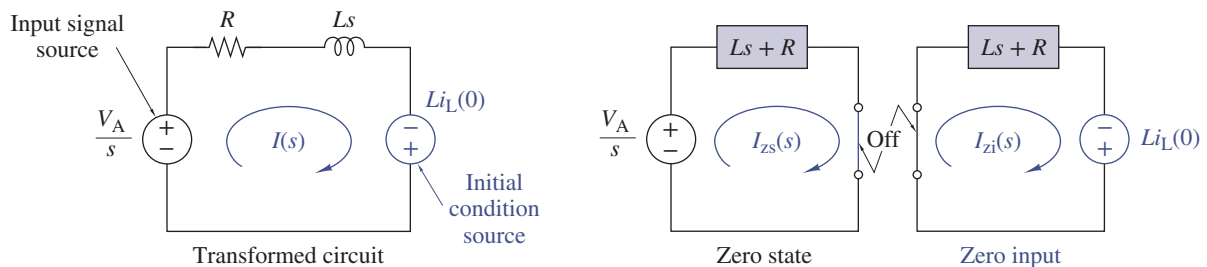 Input signal
source
R
Ls
V_A
s
+
−
I(s)
Li_L(0)
−
+
Initial
condition
source
Transformed circuit
Ls + R
V_A
s
+
−
I_zs(s)
Off
Zero state
Ls + R
I_zi(s)
−
+
Li_L(0)
Zero input